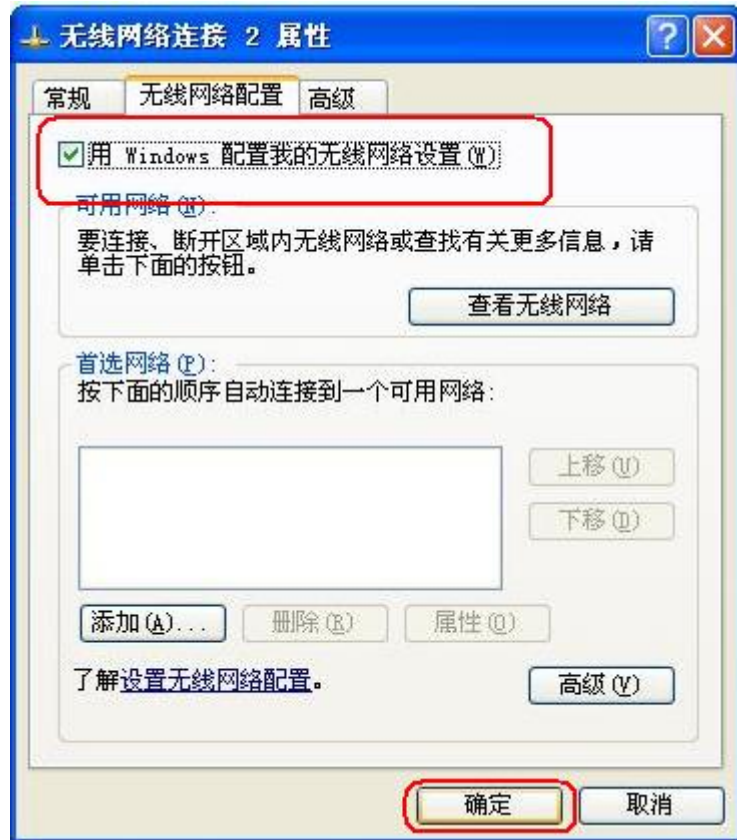 无线网络连接 2 属性
常规 无线网络配置 高级
用 Windows 配置我的无线网络设置(W)
可用网络(N):
要连接、断开区域内无线网络或查找有关更多信息，请
单击下面的按钮。
查看无线网络
首选网络(P):
按下面的顺序自动连接到一个可用网络:
上移(U)
下移(D)
添加(A)... 删除(R) 属性(O)
了解设置无线网络配置。
高级(V)
确定 取消